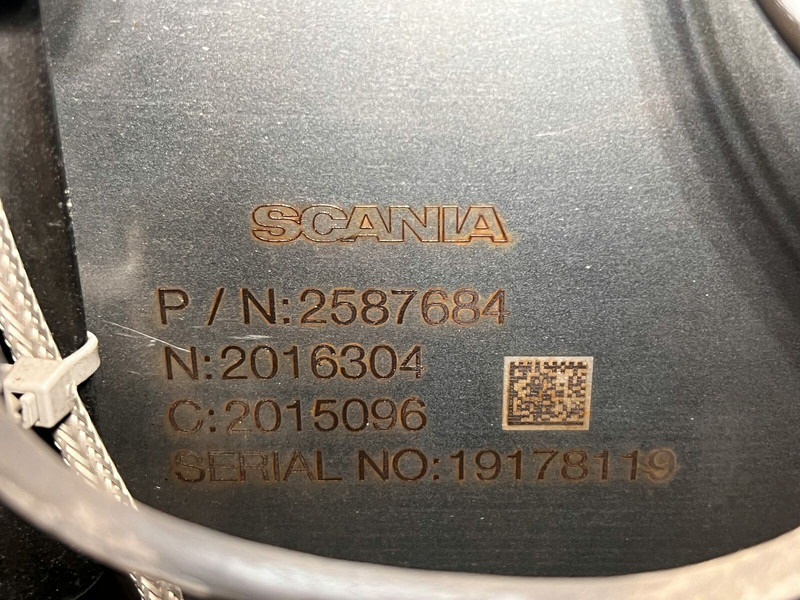 SCANIA
P / N:2587684
N:2016304
C:2015096
SERIAL NO:19178119